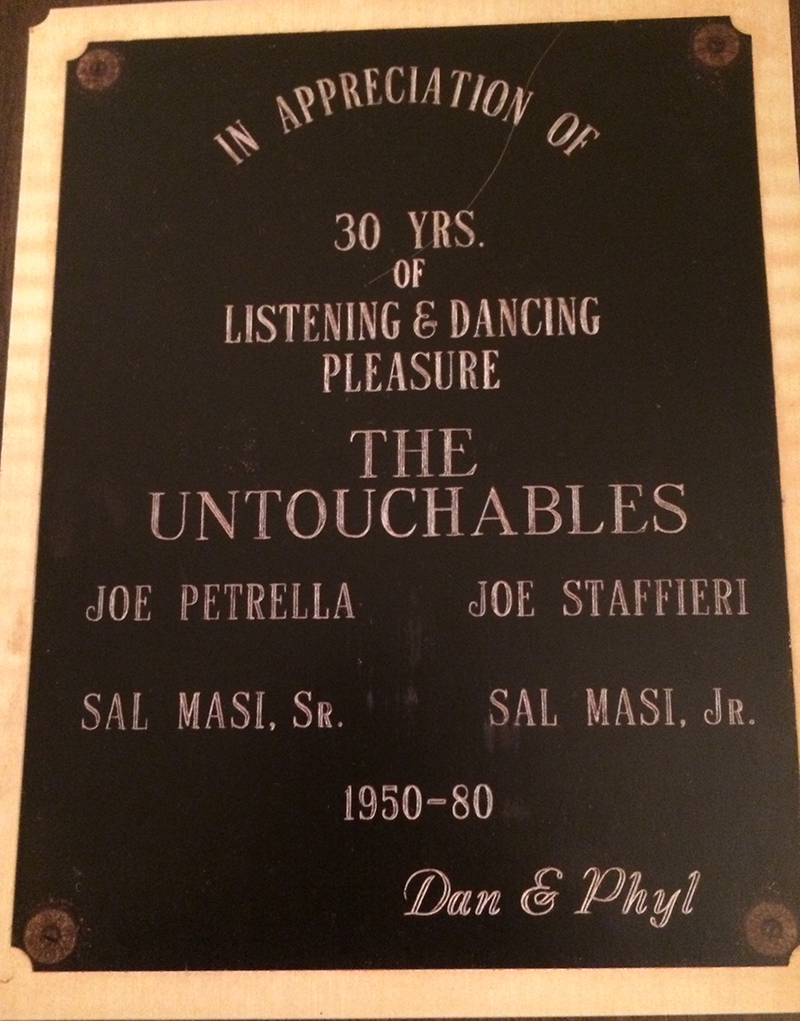 IN APPRECIATION OF
30 YRS.
OF
LISTENING & DANCING
PLEASURE
THE
UNTOUCHABLES
JOE PETRELLA JOE STAFFIERI
SAL MASI, SR. SAL MASI, JR.
1950-80
Dan & Phyl